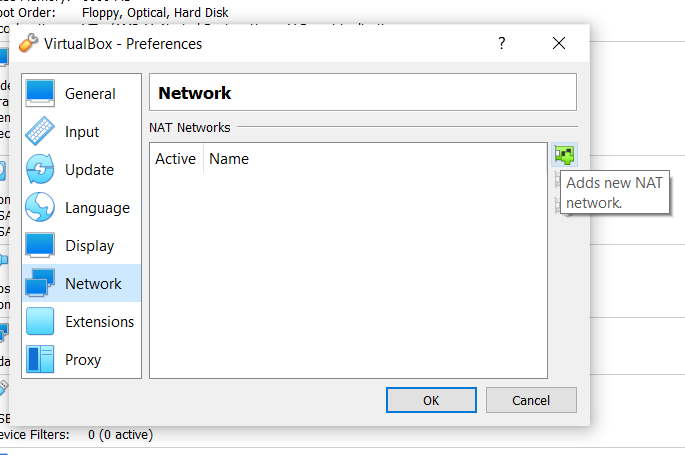 Boot Order: Floppy, Optical, Hard Disk
VirtualBox - Preferences
?
General
Input
Update
Language
Display
Network
Extensions
Proxy
Network
NAT Networks
Active Name
Adds new NAT
network.
OK
Cancel
evice Filters: 0 (0 active)